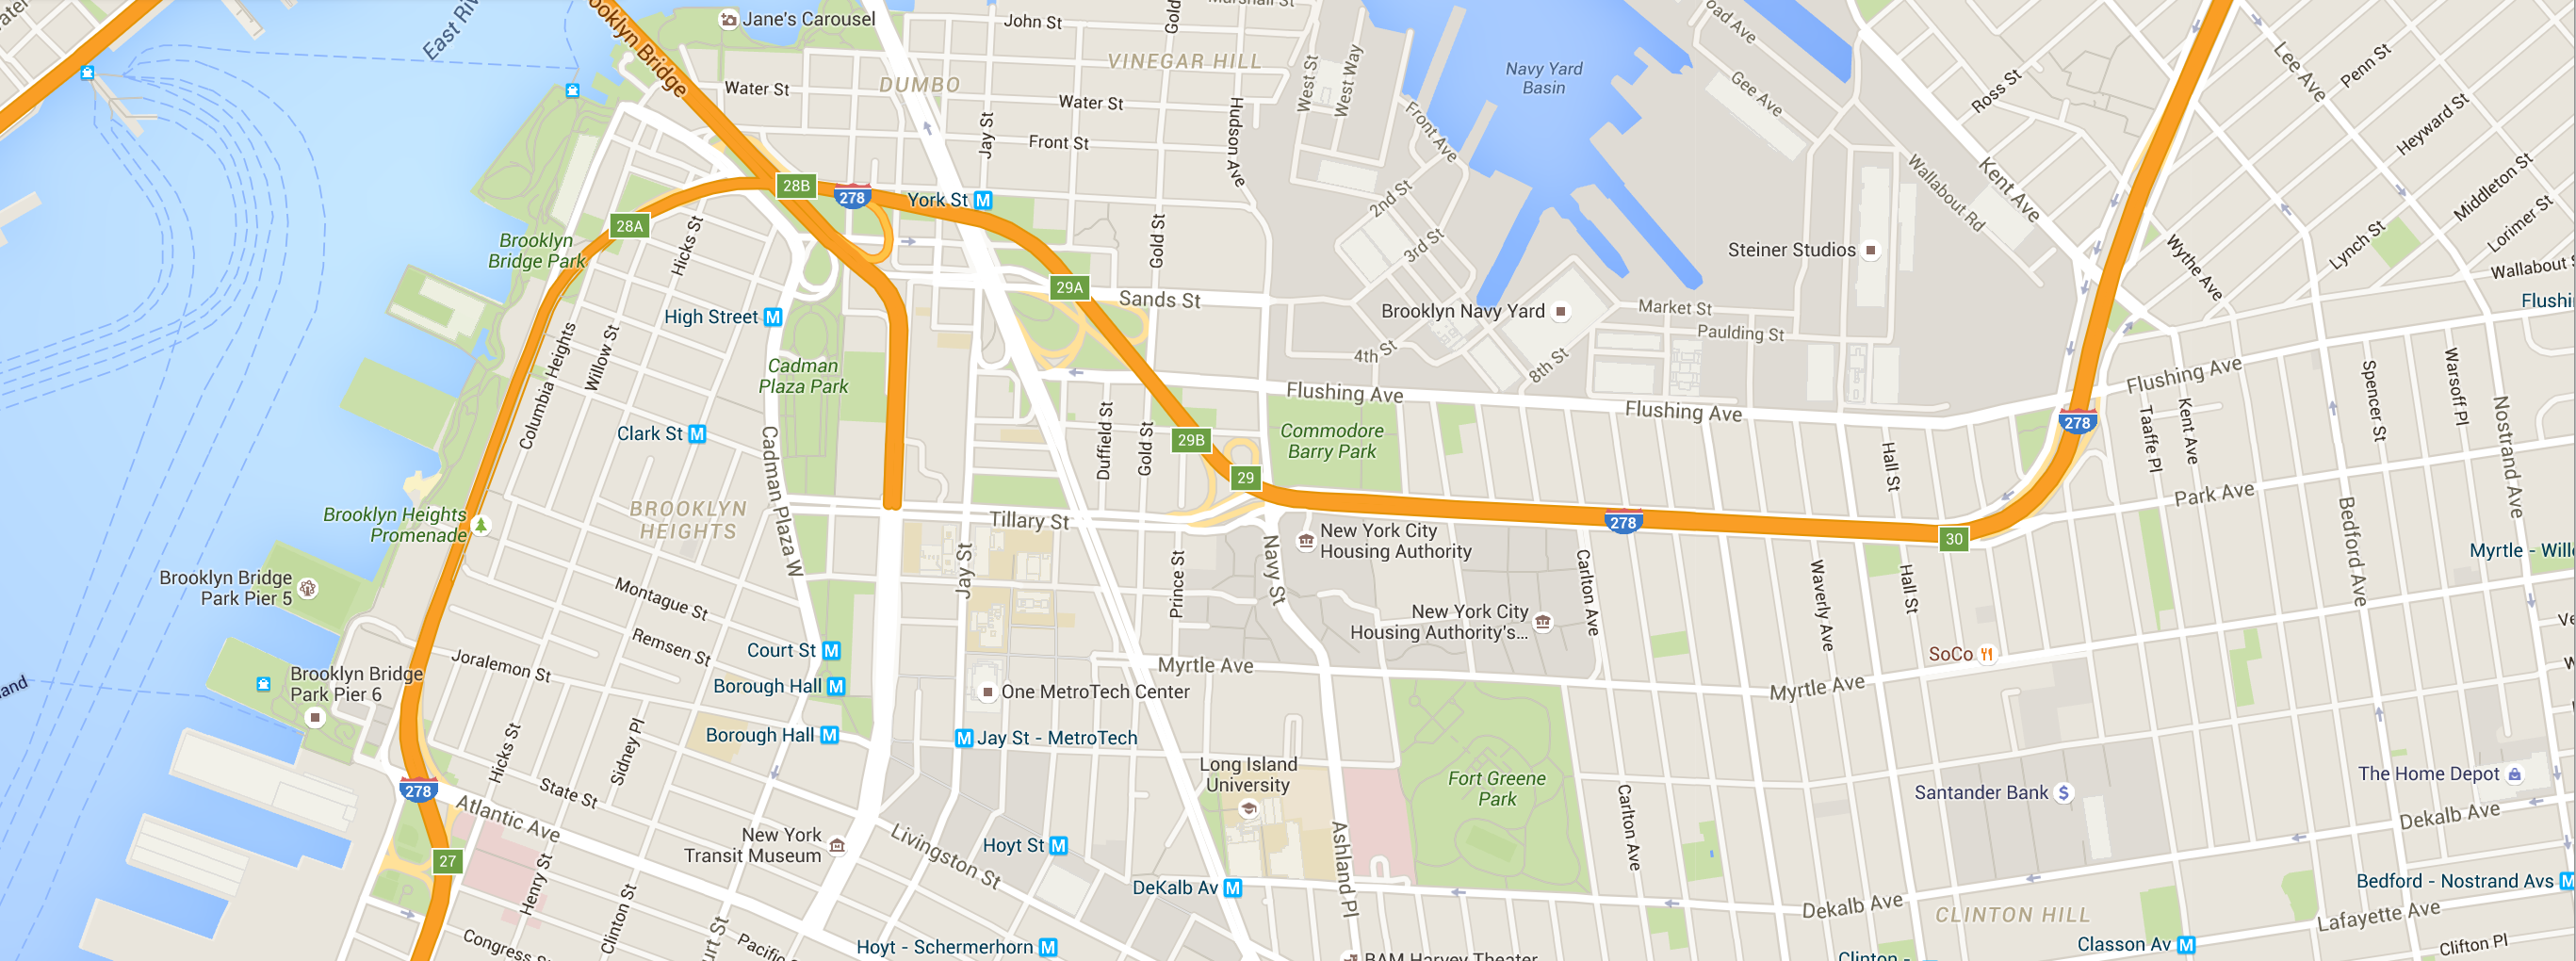 East Riv
Brooklyn Bridge
Jane's Carousel
John St
Gold
Marshall St
VINEGAR HILL
DUMBO
Water St
Water St
Jay St
Front St
Hudson Ave
West St
West Way
Navy Yard
Basin
Front Ave
Gee Ave
Kent Ave
Wallabout Rd
Ross St
Lee Ave
Penn St
Heyward St
Middleton St
Lorimer St
Lynch St
Wallabout S
Wythe Ave
Flushi
28B
278
York St
28A
Hicks St
Brooklyn
Bridge Park
Gold St
2nd St
3rd St
Steiner Studios
29A
Sands St
High Street
Brooklyn Navy Yard
Market St
Paulding St
4th St
8th St
Columbia Heights
Willow St
Cadman
Plaza Park
Flushing Ave
Flushing Ave
Flushing Ave
Taaffe Pl
Kent Ave
Spencer St
Warsoff Pl
Nostrand Ave
278
Clark St
Cadman Plaza W
Duffield St
Gold St
29B
29
Commodore
Barry Park
Hall St
Park Ave
Bedford Ave
BROOKLYN
HEIGHTS
Brooklyn Heights
Promenade
Tillary St
278
30
New York City
Housing Authority
Myrtle - Will
Brooklyn Bridge
Park Pier 5
Montague St
Jay St
Prince St
Navy St
Carlton Ave
Waverly Ave
Hall St
New York City
Housing Authority's...
Remsen St
Court St
Joralemon St
Myrtle Ave
SoCo
Myrtle Ave
Brooklyn Bridge
Park Pier 6
Borough Hall
One MetroTech Center
Borough Hall
Jay St - MetroTech
Hicks St
Sidney Pl
State St
278
Atlantic Ave
Long Island
University
Fort Greene
Park
Carlton Ave
Santander Bank
The Home Depot
Dekalb Ave
New York
Transit Museum
Livingston St
Hoyt St
Ashland Pl
27
Henry St
Clinton St
DeKalb Av
Dekalb Ave
CLINTON HILL
Bedford - Nostrand Avs
Lafayette Ave
Congress S
Pacific
urt St
Hoyt - Schermerhorn
BAM Harvey Theater
Clinton -
Classon Av
Clifton Pl